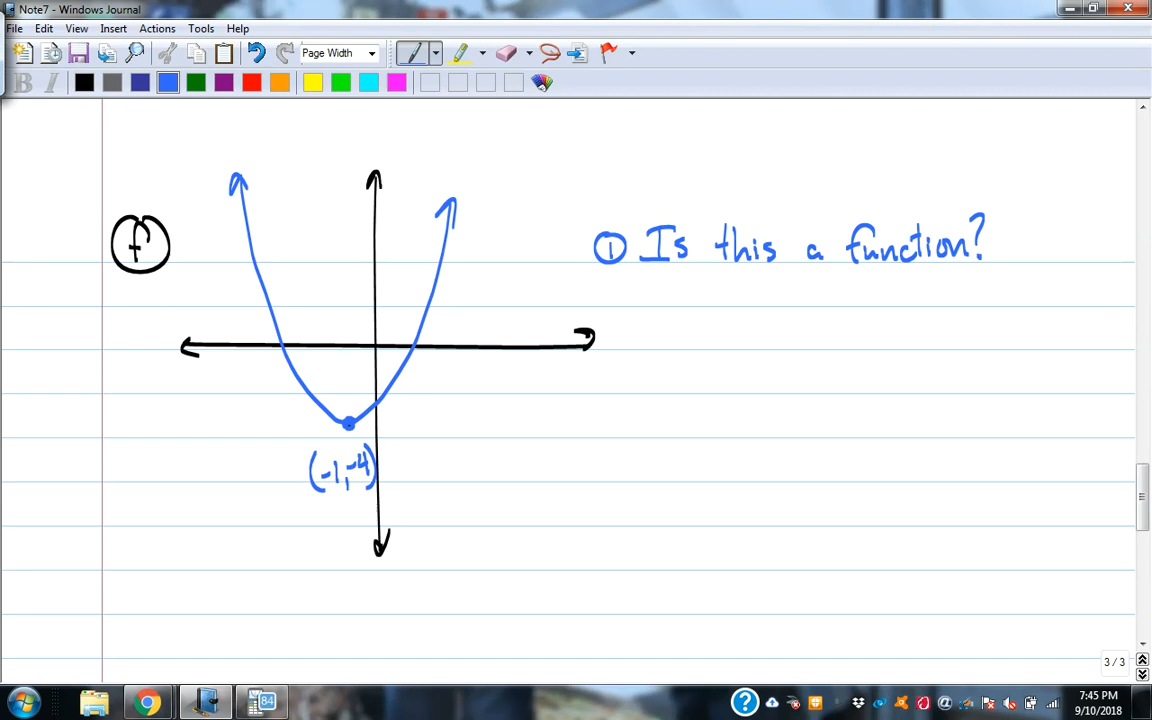 Note7 - Windows Journal
File Edit View Insert Actions Tools Help
Page Width
B I
f
① Is this a function?
(-1,-4)
3 / 3
84
7:45 PM
9/10/2018